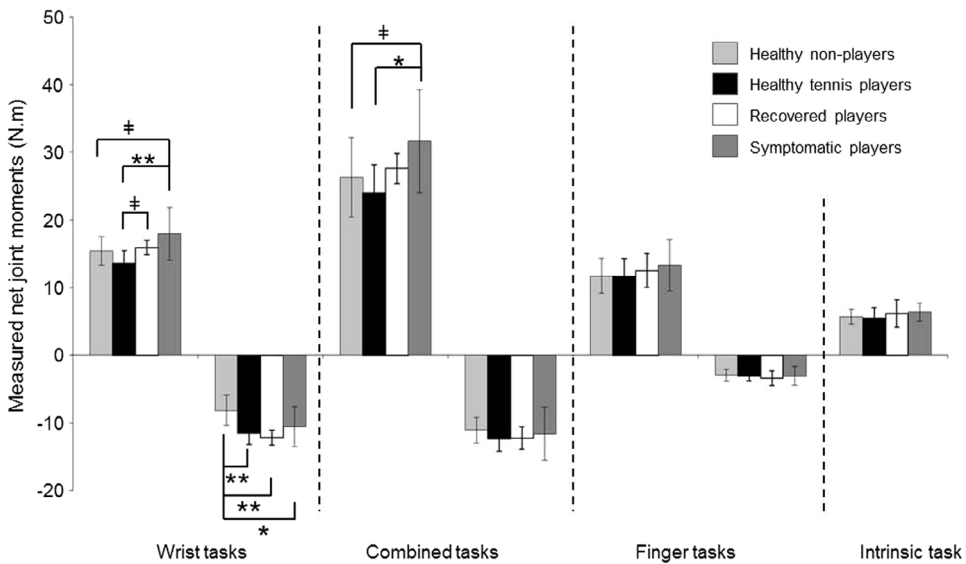 Measured net joint moments (N.m)
50
40
30
20
10
0
-10
-20
Healthy non-players
Healthy tennis players
Recovered players
Symptomatic players
ǂ
**
ǂ
**
**
*
ǂ
*
Wrist tasks
Combined tasks
Finger tasks
Intrinsic task